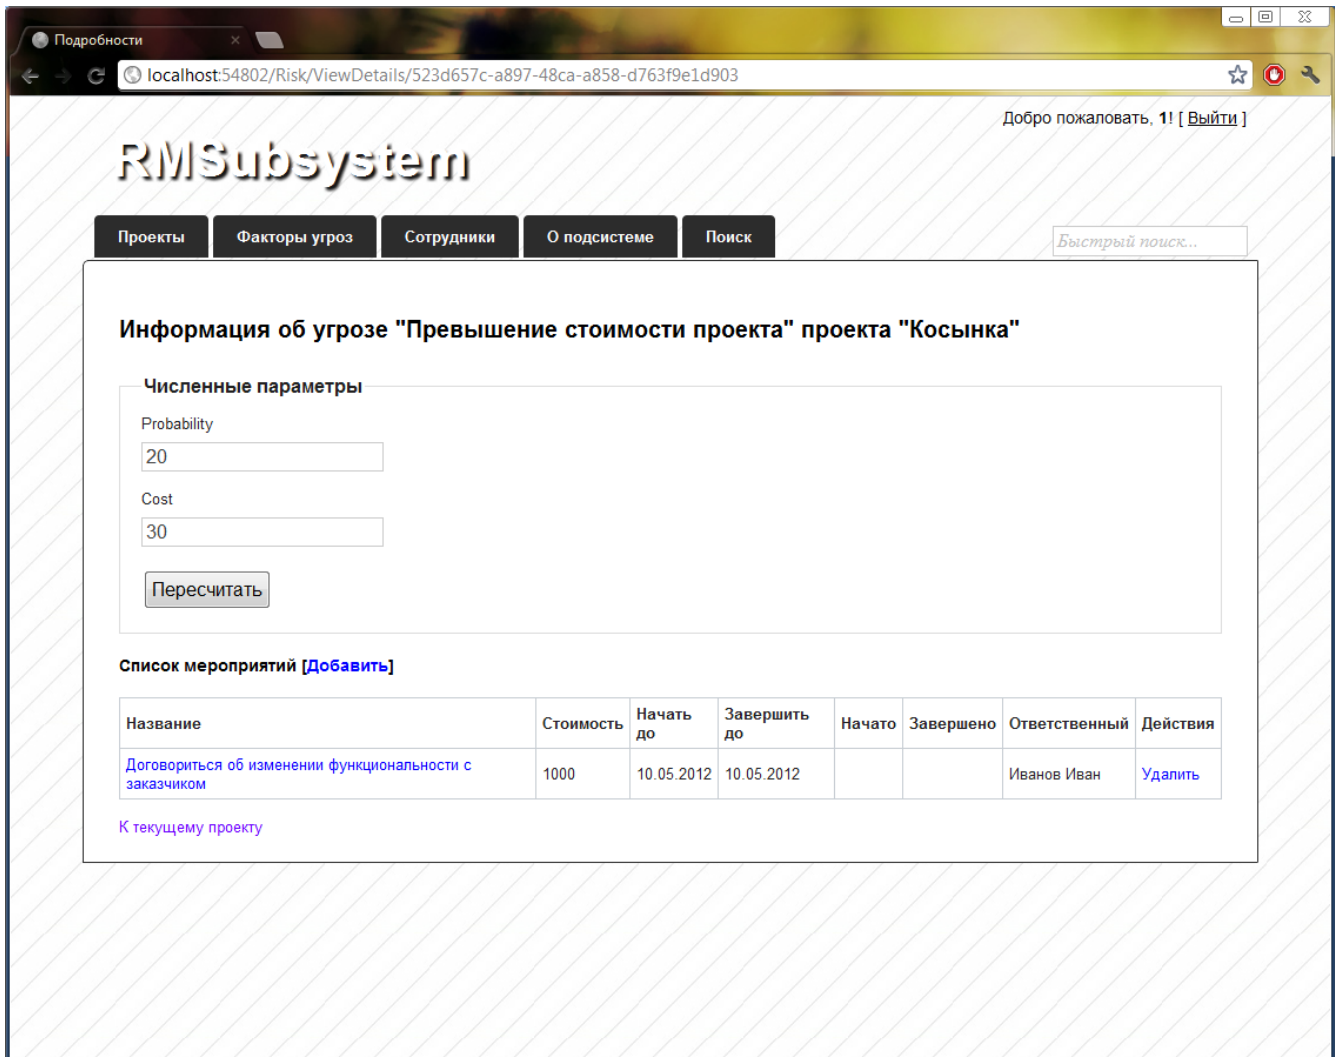 Подробности
localhost:54802/Risk/ViewDetails/523d657c-a897-48ca-a858-d763f9e1d903
Добро пожаловать, 1! [ Выйти ]
RMSubsystem
Проекты Факторы угроз Сотрудники О подсистеме Поиск
Быстрый поиск...
Информация об угрозе "Превышение стоимости проекта" проекта "Косынка"
Численные параметры
Probability
20
Cost
30
Пересчитать
Список мероприятий [Добавить]
Название Стоимость Начать до Завершить до Начато Завершено Ответственный Действия
Договориться об изменении функциональности с заказчиком 1000 10.05.2012 10.05.2012 Иванов Иван Удалить
К текущему проекту